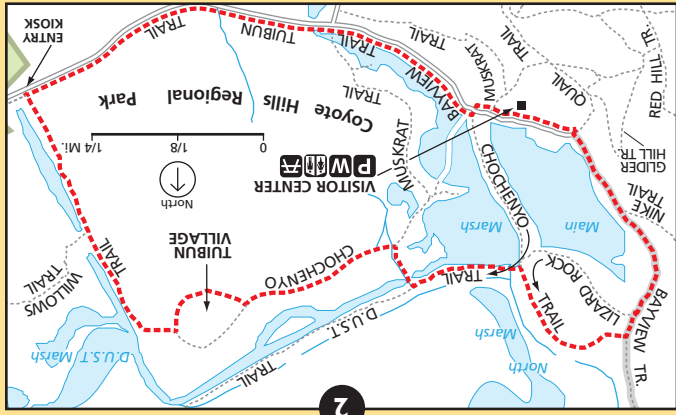 2
North
Marsh
D.U.S.T.
TRAIL
D.U.S.T. Marsh
BAYVIEW TR.
LIZARD ROCK
TRAIL
TRAIL
CHOCHENYO
TUIBUN
VILLAGE
TRAIL
WILLOWS
TRAIL
NIKE
TRAIL
Main
Marsh
CHOCHENYO
North
VISITOR CENTER
P W
MUSKRAT
TRAIL
0 1/8 1/4 Mi.
GLIDER
HILL TR.
RED HILL TR.
QUAIL
TRAIL
MUSKRAT
TRAIL
BAYVIEW
TRAIL
Coyote Hills Regional Park
TUIBUN
TRAIL
ENTRY
KIOSK